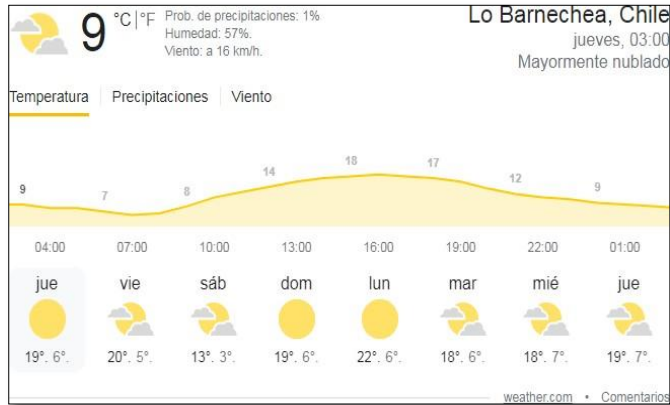 9 °C|°F
Prob. de precipitaciones: 1%
Humedad: 57%.
Viento: a 16 km/h.
Lo Barnechea, Chile
jueves, 03:00
Mayormente nublado
Temperatura Precipitaciones Viento
9 7 8 14 18 17 12 9
04:00 07:00 10:00 13:00 16:00 19:00 22:00 01:00
jue vie sáb dom lun mar mié jue
19°. 6°. 20°. 5°. 13°. 3°. 19°. 6°. 22°. 6°. 18°. 6°. 18°. 7°. 19°. 7°.
weather.com • Comentarios